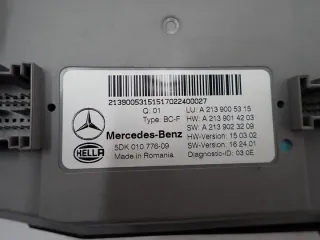 21390053151517022400027
Q: 01
LU: A 213 900 53 15
Type: BC-F
HW: A 213 901 42 03
SW: A 213 902 32 09
Mercedes-Benz
HW-Version: 15.03.02
HELLA
5DK 010 776-09
SW-Version: 16.24.01
Made in Romania
Diagnostic-ID: 03.0E